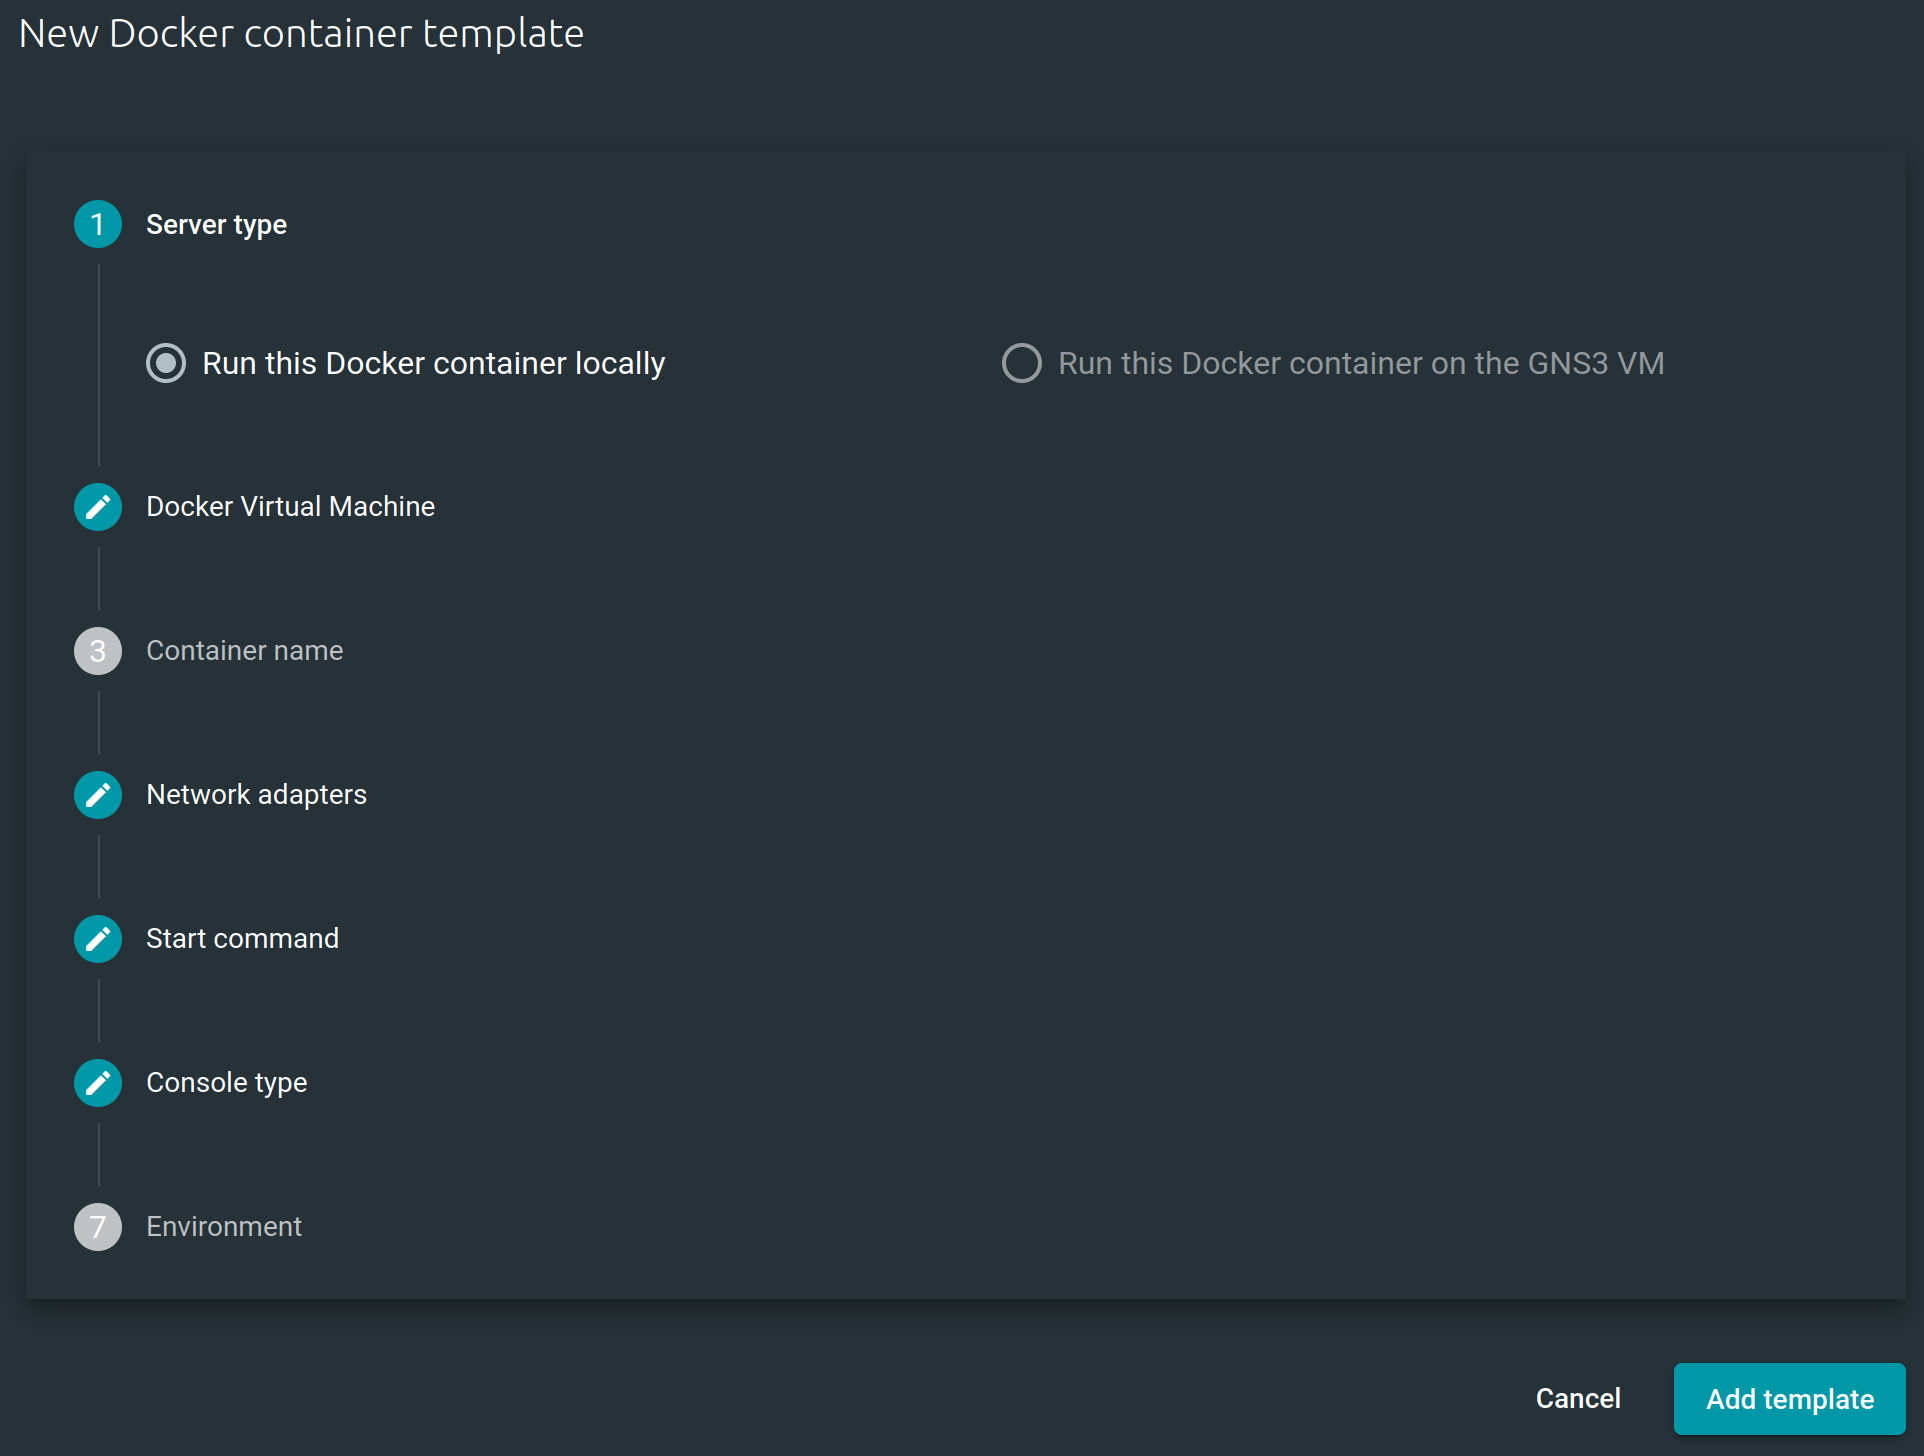 New Docker container template
1 Server type
Run this Docker container locally Run this Docker container on the GNS3 VM
Docker Virtual Machine
3 Container name
Network adapters
Start command
Console type
7 Environment
Cancel Add template